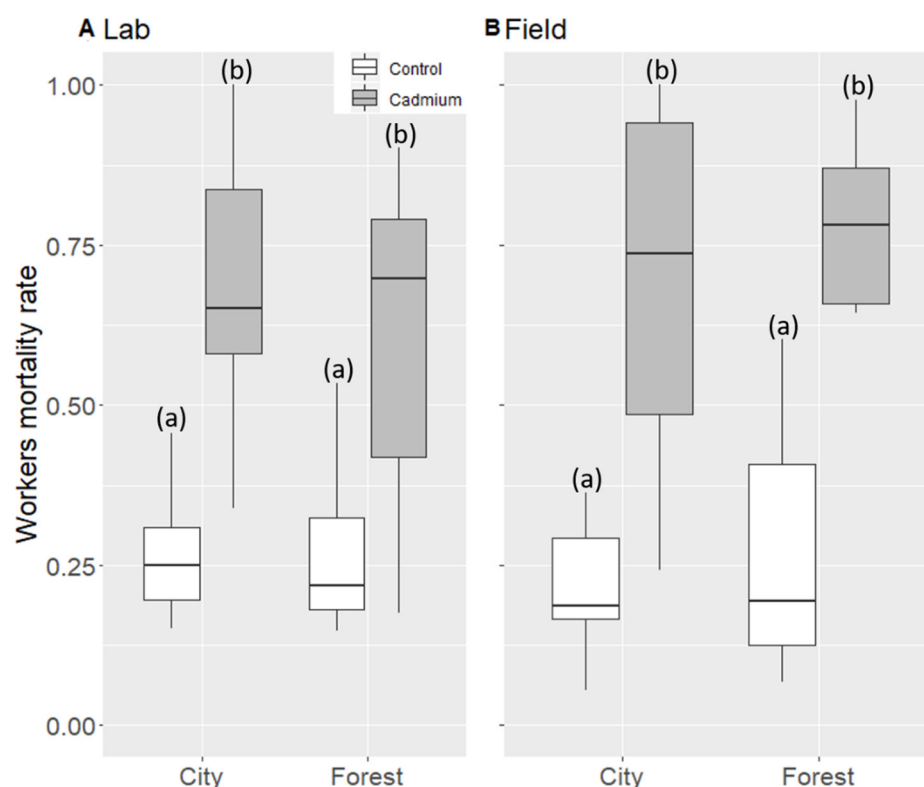 A Lab
B Field
Control
Cadmium
(b)
(b)
(a)
(a)
(b)
(b)
(a)
(a)
Workers mortality rate
1.00
0.75
0.50
0.25
0.00
City
Forest
City
Forest